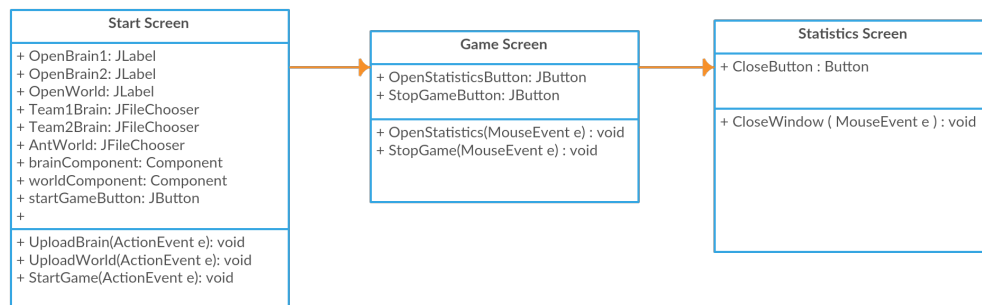 Start Screen
+ OpenBrain1: JLabel
+ OpenBrain2: JLabel
+ OpenWorld: JLabel
+ Team1Brain: JFileChooser
+ Team2Brain: JFileChooser
+ AntWorld: JFileChooser
+ brainComponent: Component
+ worldComponent: Component
+ startGameButton: JButton
+
+ UploadBrain(ActionEvent e): void
+ UploadWorld(ActionEvent e): void
+ StartGame(ActionEvent e): void
Game Screen
+ OpenStatisticsButton: JButton
+ StopGameButton: JButton
+ OpenStatistics(MouseEvent e) : void
+ StopGame(MouseEvent e) : void
Statistics Screen
+ CloseButton : Button
+ CloseWindow ( MouseEvent e ) : void